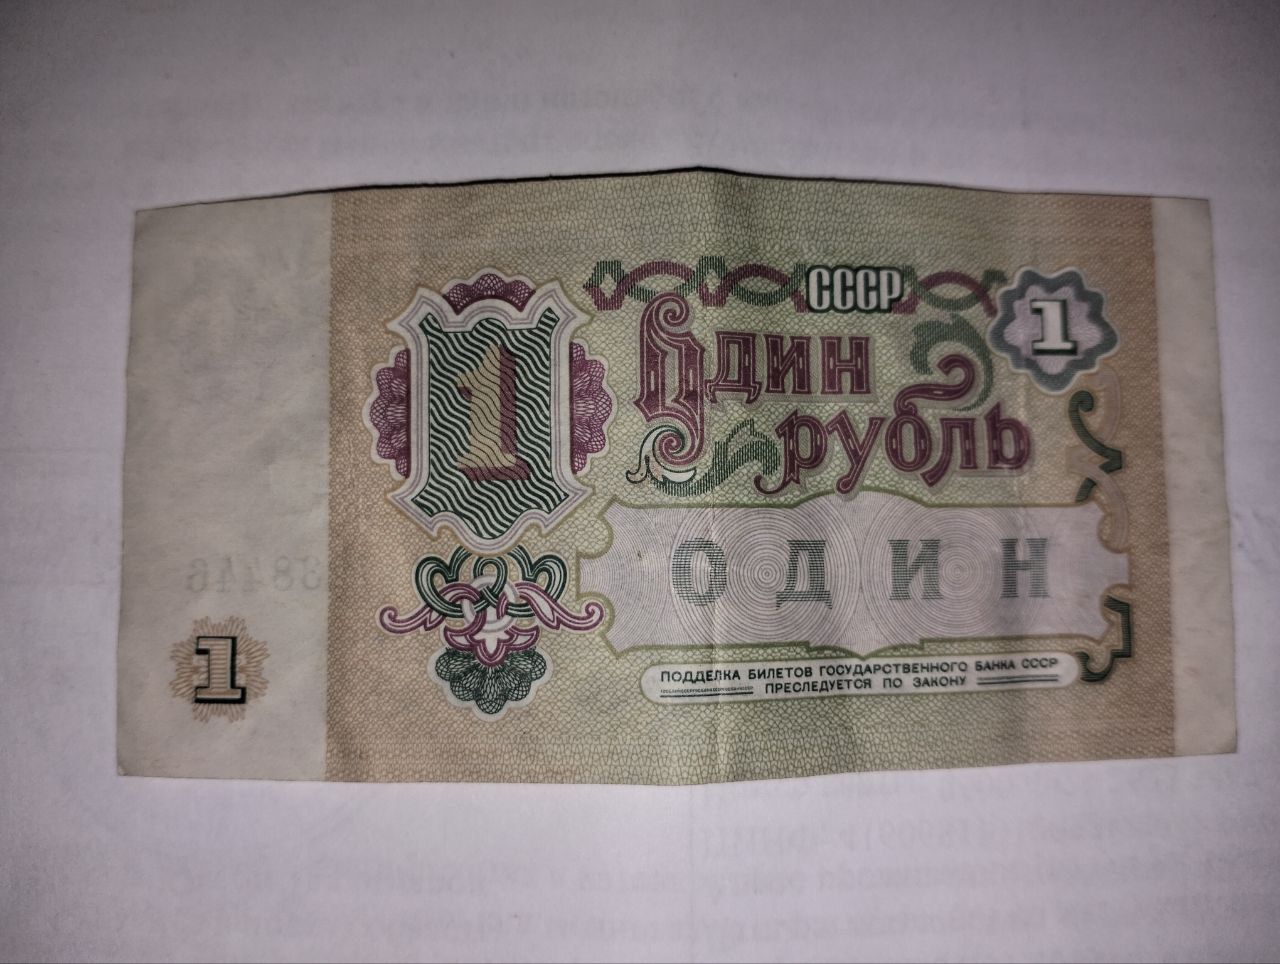 СССР
1
Один
рубль
1
ОДИН
ПОДДЕЛКА БИЛЕТОВ ГОСУДАРСТВЕННОГО БАНКА СССР
ПРЕСЛЕДУЕТСЯ ПО ЗАКОНУ
1